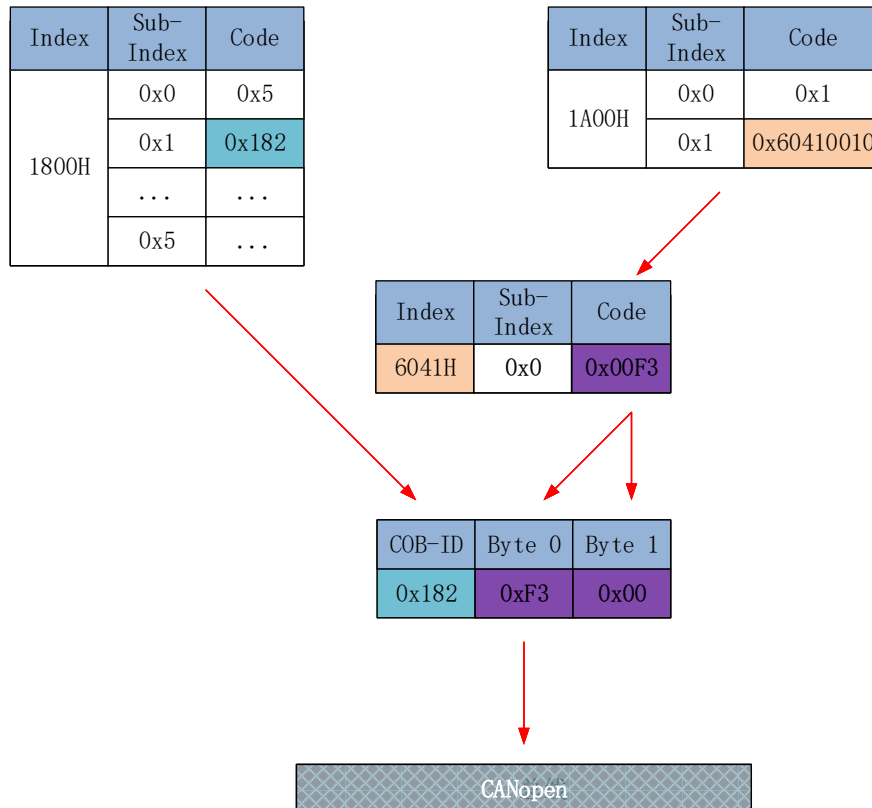 Index Sub-Index Code
1800H 0x0 0x5
0x1 0x182
... ...
0x5 ...
Index Sub-Index Code
1A00H 0x0 0x1
0x1 0x60410010
Index Sub-Index Code
6041H 0x0 0x00F3
COB-ID Byte 0 Byte 1
0x182 0xF3 0x00
CANopen